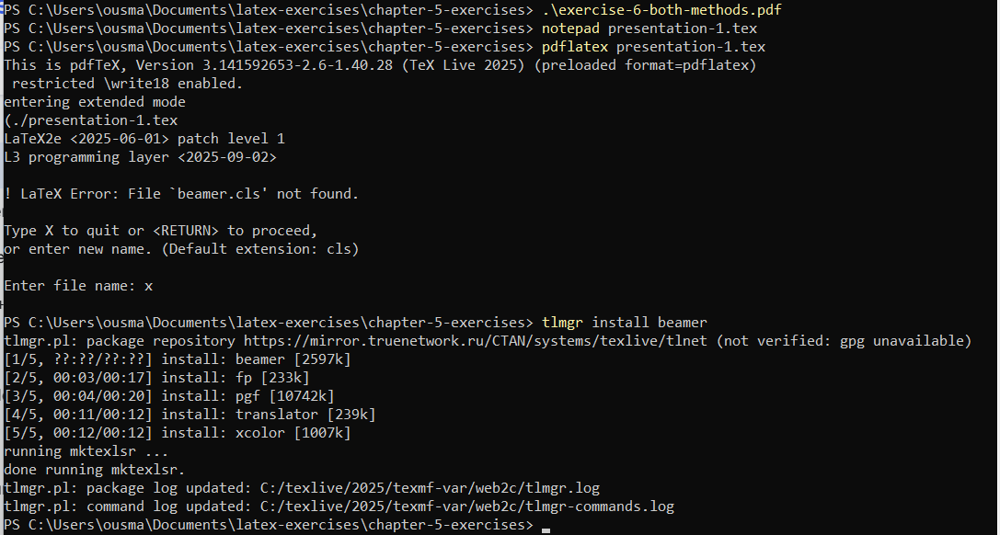 PS C:\Users\ousma\Documents\latex-exercises\chapter-5-exercises> .\exercise-6-both-methods.pdf
PS C:\Users\ousma\Documents\latex-exercises\chapter-5-exercises> notepad presentation-1.tex
PS C:\Users\ousma\Documents\latex-exercises\chapter-5-exercises> pdflatex presentation-1.tex
This is pdfTeX, Version 3.141592653-2.6-1.40.28 (TeX Live 2025) (preloaded format=pdflatex)
 restricted \write18 enabled.
entering extended mode
(./presentation-1.tex
LaTeX2e <2025-06-01> patch level 1
L3 programming layer <2025-09-02>
! LaTeX Error: File `beamer.cls' not found.
Type X to quit or <RETURN> to proceed,
or enter new name. (Default extension: cls)
Enter file name: x
PS C:\Users\ousma\Documents\latex-exercises\chapter-5-exercises> tlmgr install beamer
tlmgr.pl: package repository https://mirror.truenetwork.ru/CTAN/systems/texlive/tlnet (not verified: gpg unavailable)
[1/5, ??:??/??:??] install: beamer [2597k]
[2/5, 00:03/00:17] install: fp [233k]
[3/5, 00:04/00:20] install: pgf [10742k]
[4/5, 00:11/00:12] install: translator [239k]
[5/5, 00:12/00:12] install: xcolor [1007k]
running mktexlsr ...
done running mktexlsr.
tlmgr.pl: package log updated: C:/texlive/2025/texmf-var/web2c/tlmgr.log
tlmgr.pl: command log updated: C:/texlive/2025/texmf-var/web2c/tlmgr-commands.log
PS C:\Users\ousma\Documents\latex-exercises\chapter-5-exercises>